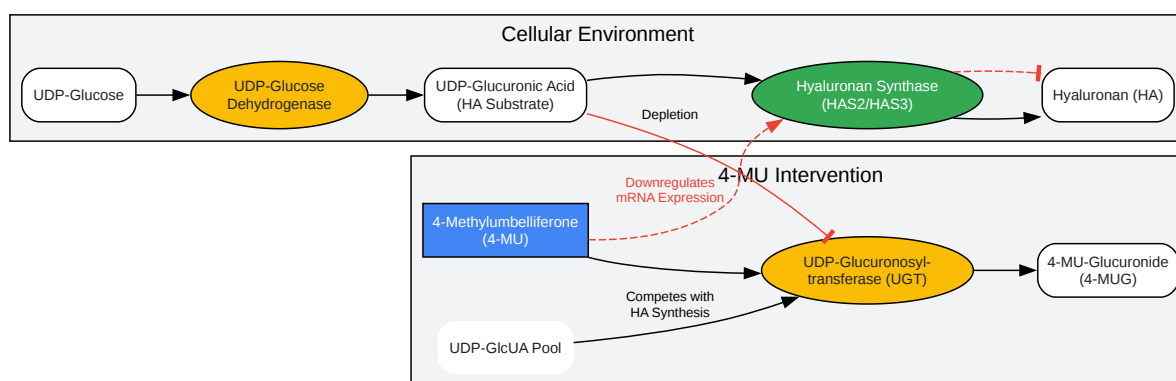 Cellular Environment
UDP-Glucose
UDP-Glucose
Dehydrogenase
UDP-Glucuronic Acid
(HA Substrate)
Hyaluronan Synthase
(HAS2/HAS3)
Hyaluronan (HA)
Depletion
4-MU Intervention
Downregulates
mRNA Expression
4-Methylumbelliferone
(4-MU)
UDP-Glucuronosyl-
transferase (UGT)
4-MU-Glucuronide
(4-MUG)
Competes with
HA Synthesis
UDP-GlcUA Pool